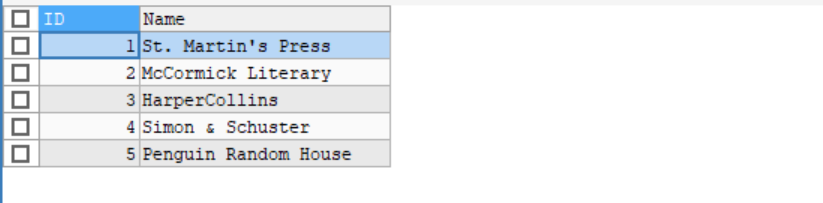 ID Name
1 St. Martin's Press
2 McCormick Literary
3 HarperCollins
4 Simon & Schuster
5 Penguin Random House